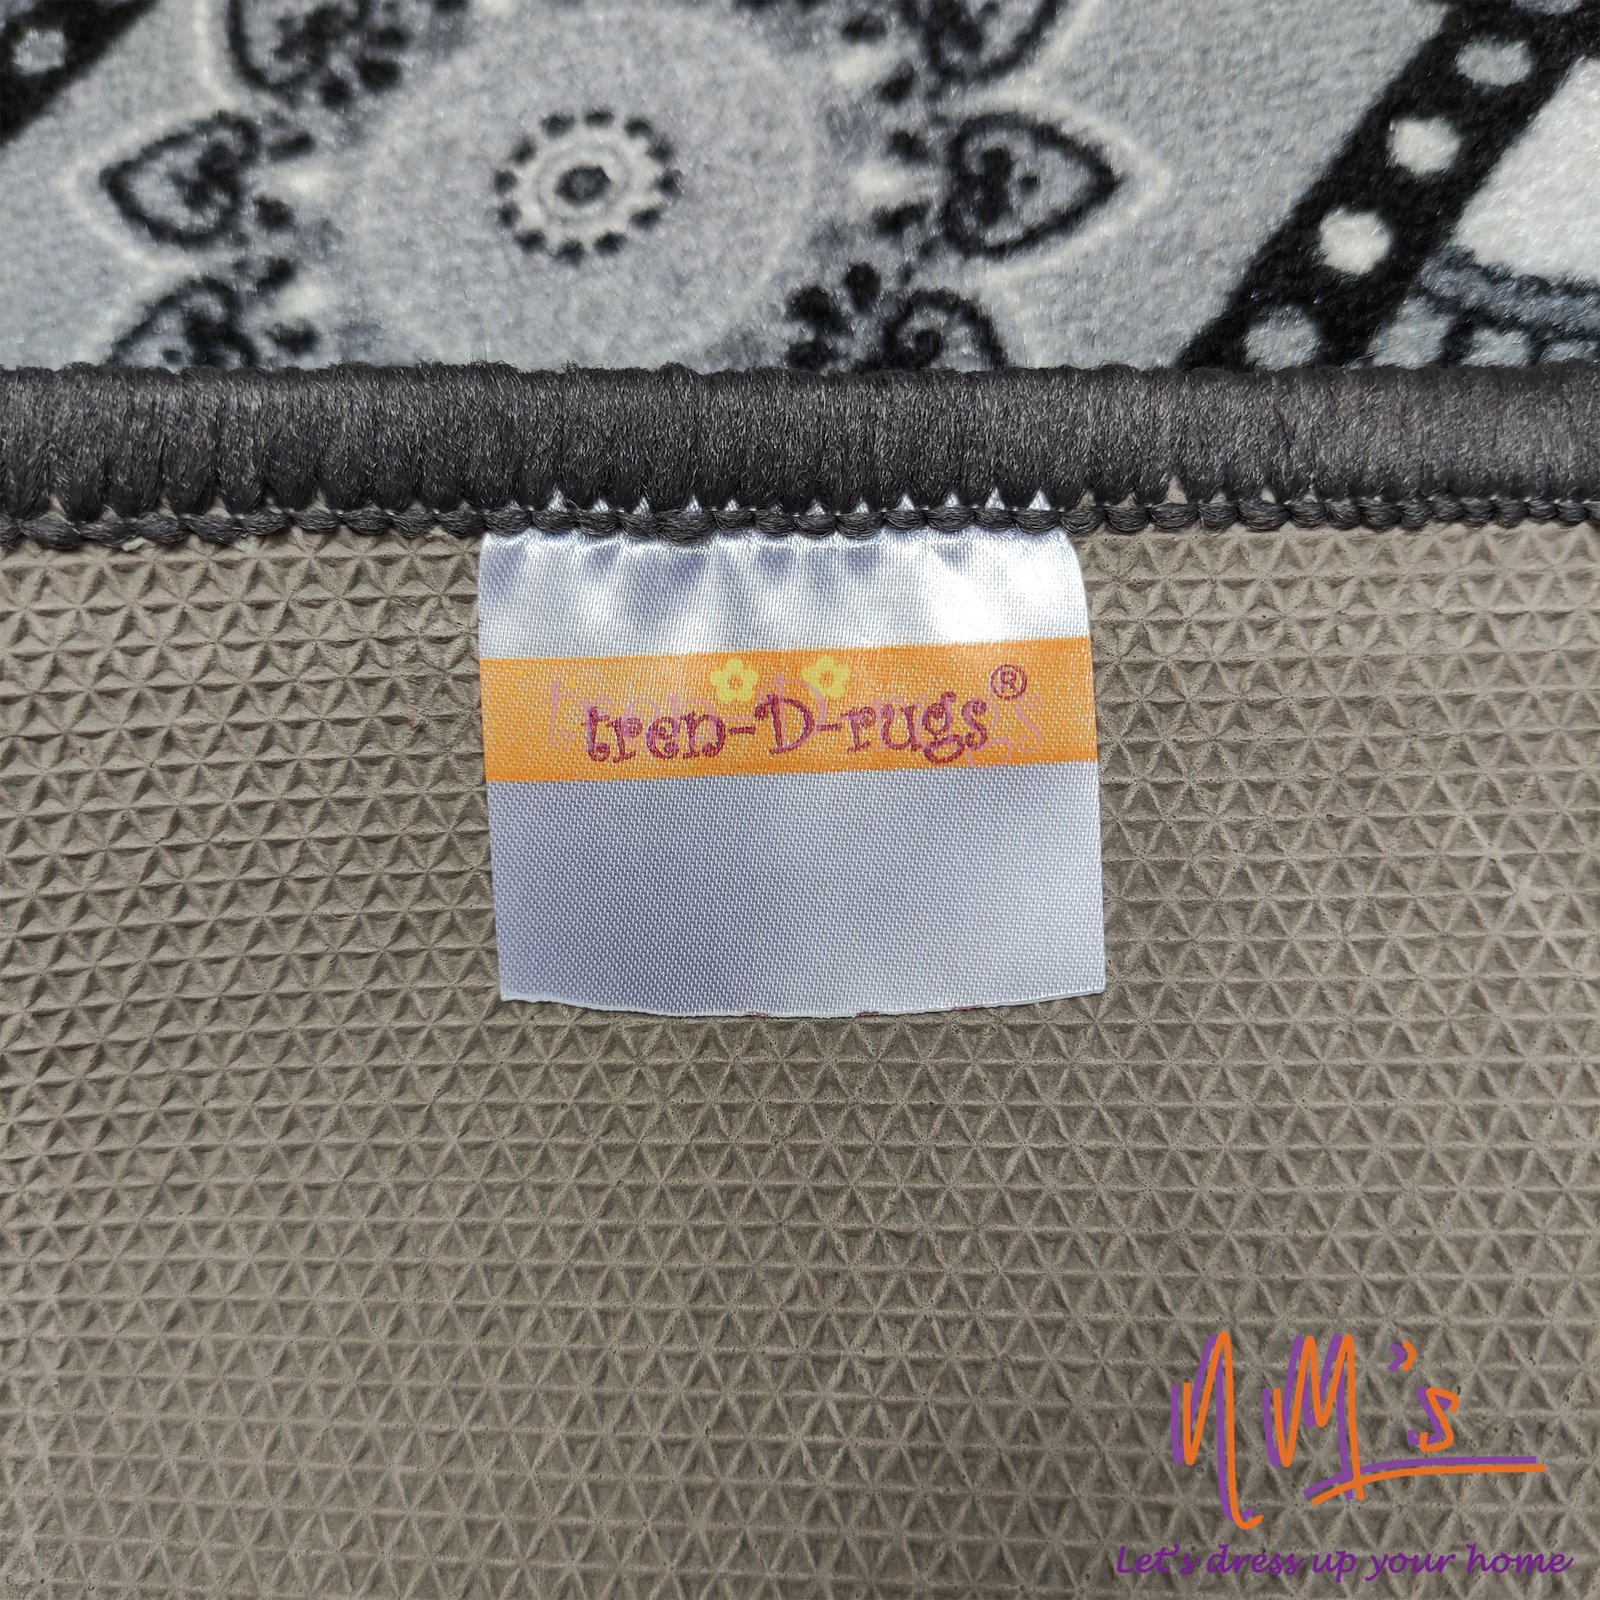 tren-D-rugs®
NM's
Let's dress up your home